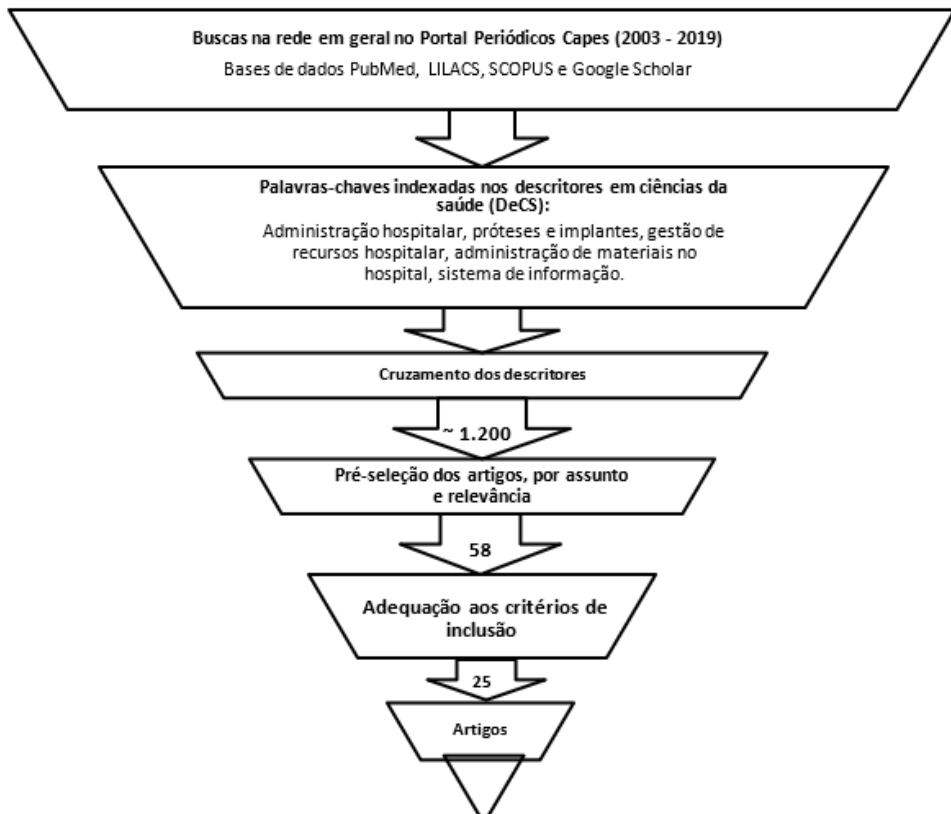 Buscas na rede em geral no Portal Periódicos Capes (2003 - 2019)
Bases de dados PubMed, LILACS, SCOPUS e Google Scholar
Palavras-chaves indexadas nos descritores em ciências da
saúde (DeCS):
Administração hospitalar, próteses e implantes, gestão de
recursos hospitalar, administração de materiais no
hospital, sistema de informação.
Cruzamento dos descritores
~ 1.200
Pré-seleção dos artigos, por assunto
e relevância
58
Adequação aos critérios de
inclusão
25
Artigos